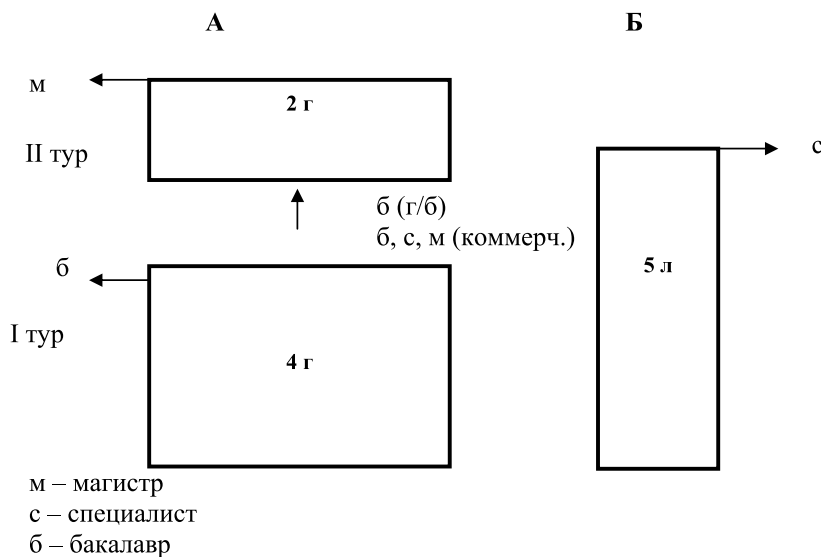 А
Б
м
2 г
с
II тур
б (г/б)
б, с, м (коммерч.)
б
5 л
I тур
4 г
м – магистр
с – специалист
б – бакалавр